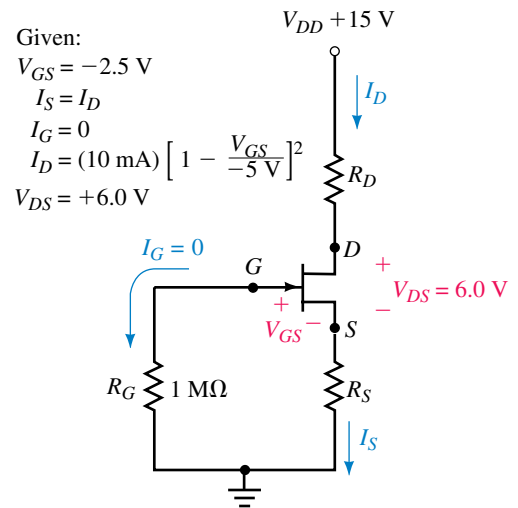 V_DD +15 V
Given:
V_GS = −2.5 V
I_S = I_D
I_G = 0
I_D = (10 mA) [ 1 − V_GS / −5 V ]²
V_DS = +6.0 V
I_D
R_D
I_G = 0
G
D
+
V_DS = 6.0 V
−
+
V_GS −
S
R_G
1 MΩ
R_S
I_S